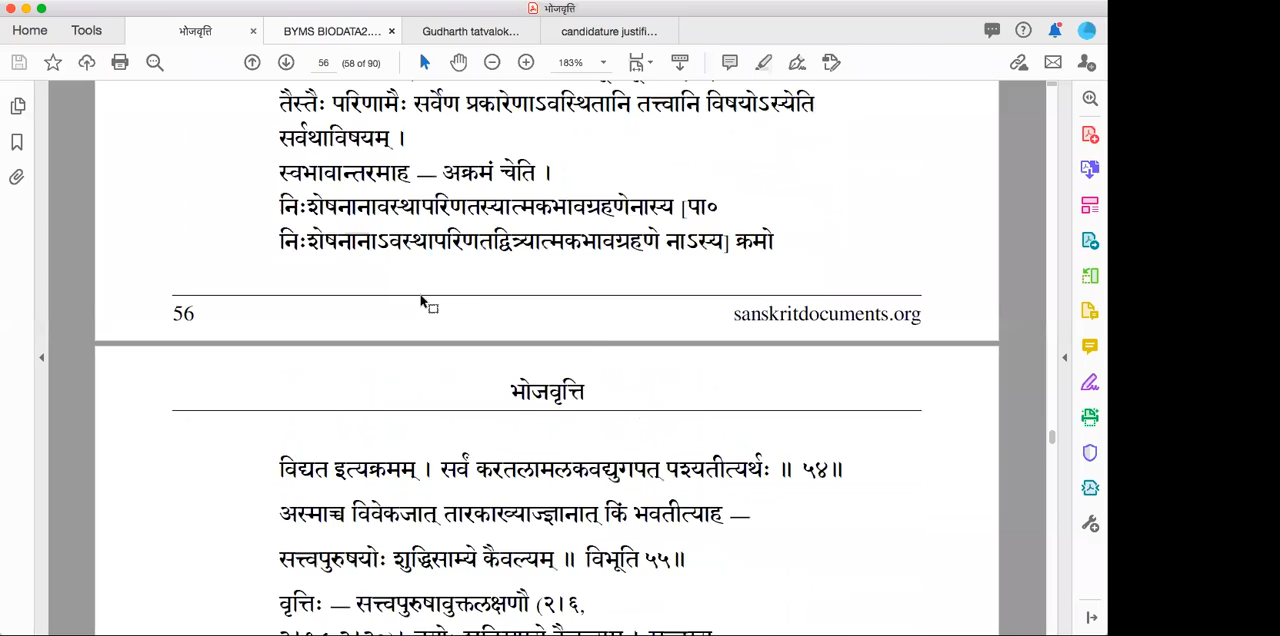 भोजवृत्ति
Home
Tools
भोजवृत्ति ×
BYMS BIODATA2.... ×
Gudharth tatvalok...
candidature justifi...
56 (58 of 90)
183%
तैस्तैः परिणामैः सर्वेण प्रकारेणाऽवस्थितानि तत्त्वानि विषयोऽस्येति
सर्वथाविषयम् ।
स्वभावान्तरमाह — अक्रमं चेति ।
निःशेषनानावस्थापरिणतस्यात्मकभावग्रहणेनास्य [पा०
निःशेषनानाऽवस्थापरिणतद्वित्र्यात्मकभावग्रहणे नाऽस्य] क्रमो
56 sanskritdocuments.org
भोजवृत्ति
विद्यत इत्यक्रमम् । सर्वं करतलामलकवद्युगपत् पश्यतीत्यर्थः ॥ ५४॥
अस्माच्च विवेकजात् तारकाख्याज्ज्ञानात् किं भवतीत्याह —
सत्त्वपुरुषयोः शुद्धिसाम्ये कैवल्यम् ॥ विभूति ५५॥
वृत्तिः — सत्त्वपुरुषावुक्तलक्षणौ (२।६,